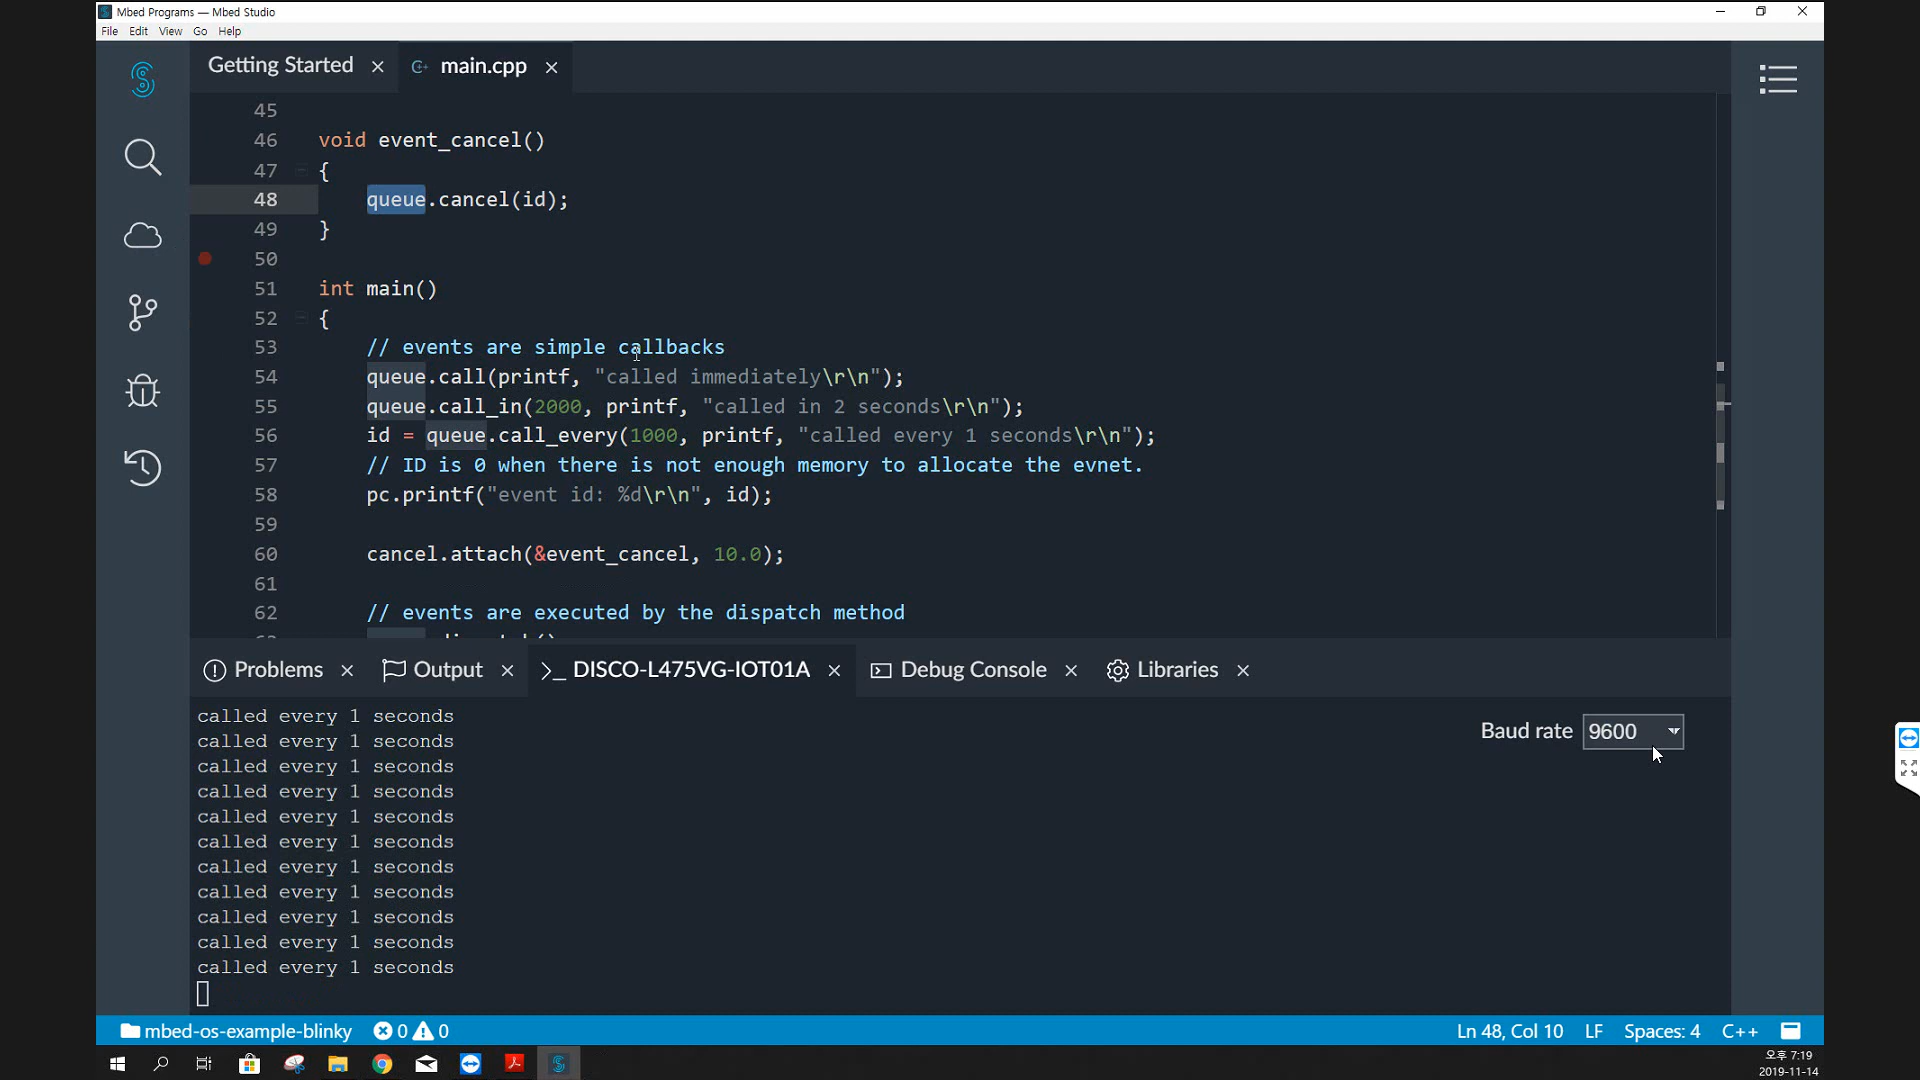 Mbed Programs — Mbed Studio
File Edit View Go Help
Getting Started
main.cpp
45
46 void event_cancel()
47 {
48 queue.cancel(id);
49 }
50
51 int main()
52 {
53 // events are simple callbacks
54 queue.call(printf, "called immediately\r\n");
55 queue.call_in(2000, printf, "called in 2 seconds\r\n");
56 id = queue.call_every(1000, printf, "called every 1 seconds\r\n");
57 // ID is 0 when there is not enough memory to allocate the evnet.
58 pc.printf("event id: %d\r\n", id);
59
60 cancel.attach(&event_cancel, 10.0);
61
62 // events are executed by the dispatch method
Problems Output >_ DISCO-L475VG-IOT01A Debug Console Libraries
called every 1 seconds
Baud rate 9600
called every 1 seconds
called every 1 seconds
called every 1 seconds
called every 1 seconds
called every 1 seconds
called every 1 seconds
called every 1 seconds
called every 1 seconds
called every 1 seconds
called every 1 seconds
mbed-os-example-blinky 0 0
Ln 48, Col 10 LF Spaces: 4 C++
오후 7:19
2019-11-14